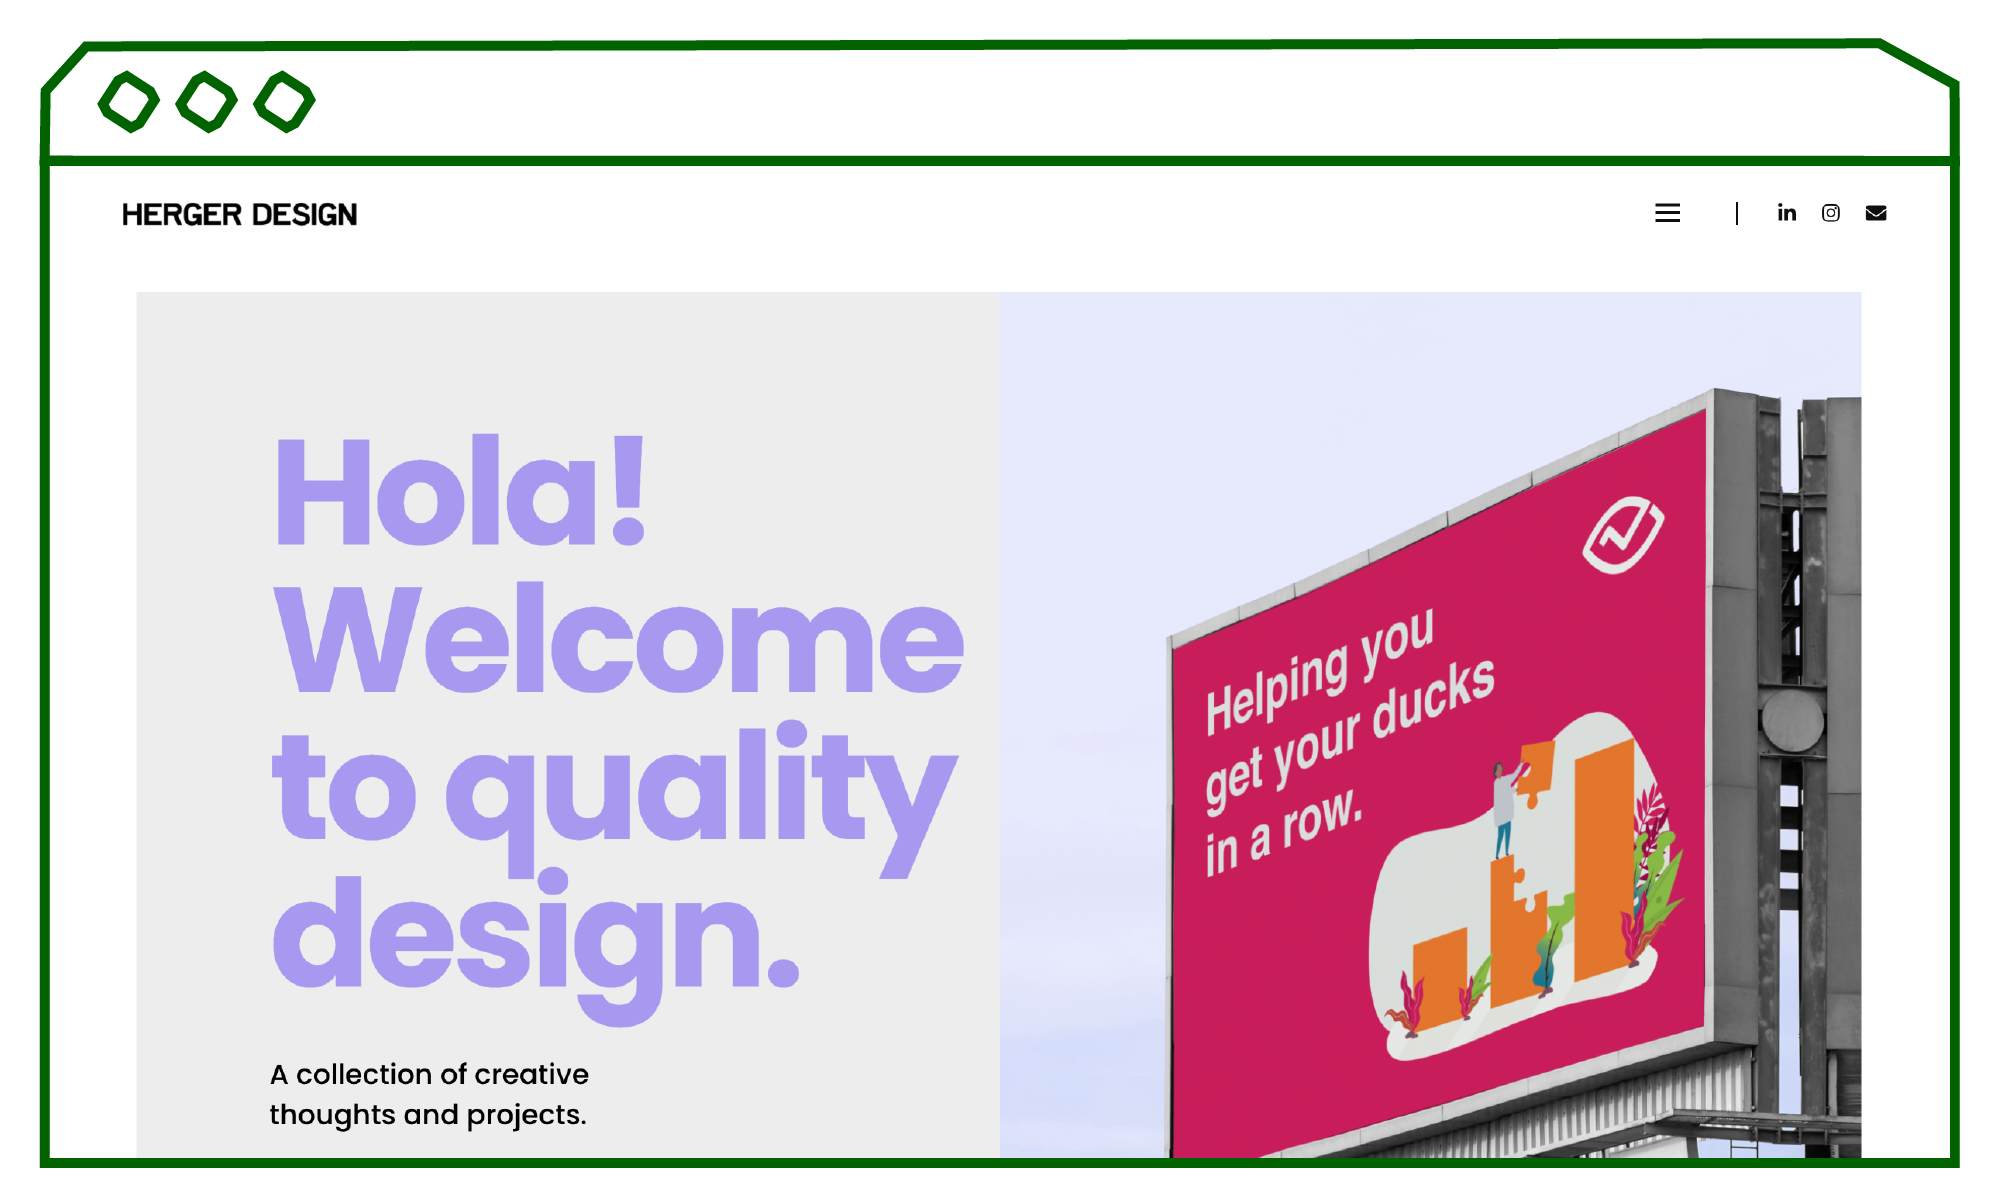 HERGER DESIGN
in
Hola!
Welcome
to quality
design.
A collection of creative
thoughts and projects.
Helping you
get your ducks
in a row.